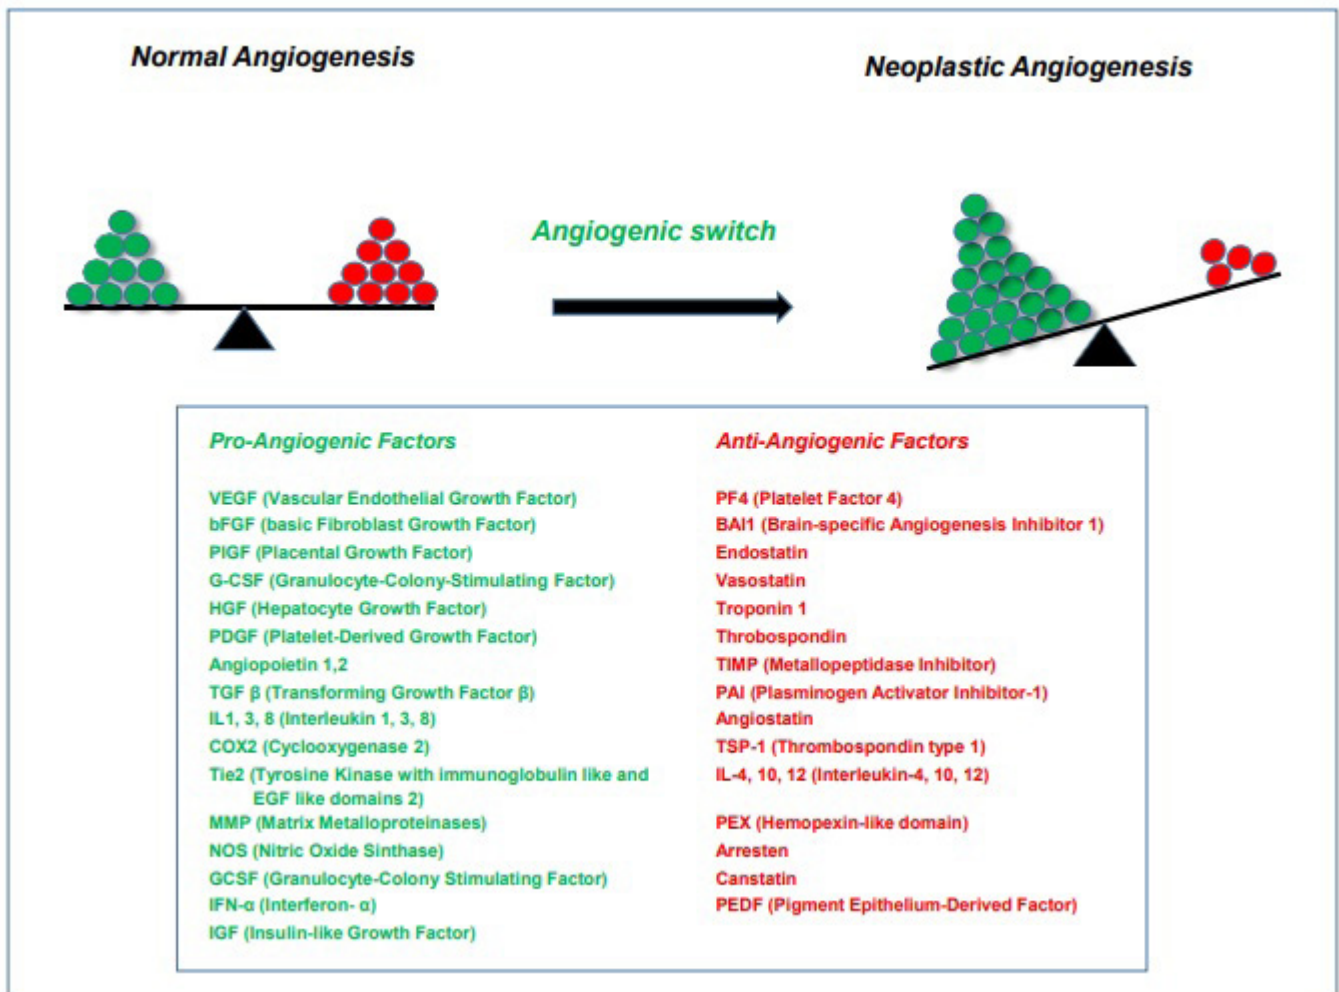 Normal Angiogenesis
Neoplastic Angiogenesis
Angiogenic switch
Pro-Angiogenic Factors
VEGF (Vascular Endothelial Growth Factor)
bFGF (basic Fibroblast Growth Factor)
PlGF (Placental Growth Factor)
G-CSF (Granulocyte-Colony-Stimulating Factor)
HGF (Hepatocyte Growth Factor)
PDGF (Platelet-Derived Growth Factor)
Angiopoietin 1,2
TGF β (Transforming Growth Factor β)
IL1, 3, 8 (Interleukin 1, 3, 8)
COX2 (Cyclooxygenase 2)
Tie2 (Tyrosine Kinase with immunoglobulin like and
EGF like domains 2)
MMP (Matrix Metalloproteinases)
NOS (Nitric Oxide Sinthase)
GCSF (Granulocyte-Colony Stimulating Factor)
IFN-α (Interferon- α)
IGF (Insulin-like Growth Factor)
Anti-Angiogenic Factors
PF4 (Platelet Factor 4)
BAI1 (Brain-specific Angiogenesis Inhibitor 1)
Endostatin
Vasostatin
Troponin 1
Throbospondin
TIMP (Metallopeptidase Inhibitor)
PAI (Plasminogen Activator Inhibitor-1)
Angiostatin
TSP-1 (Thrombospondin type 1)
IL-4, 10, 12 (Interleukin-4, 10, 12)
PEX (Hemopexin-like domain)
Arresten
Canstatin
PEDF (Pigment Epithelium-Derived Factor)